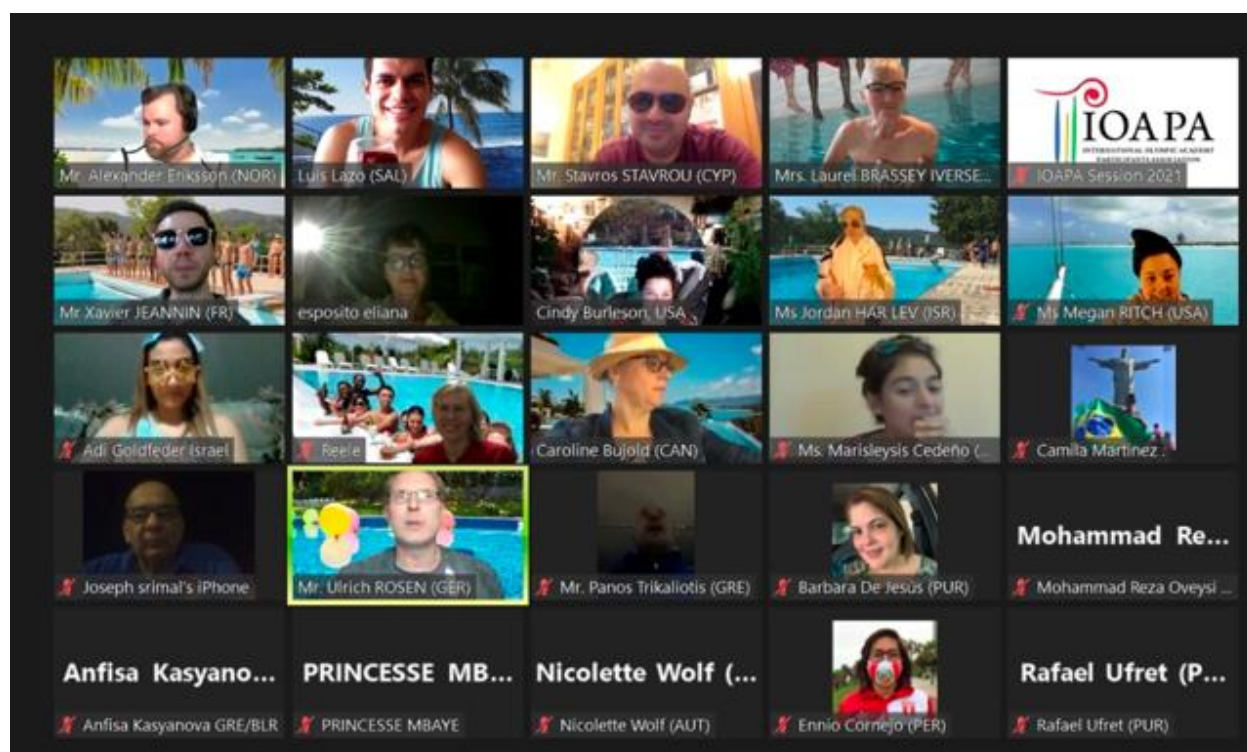 Mr. Alexander Eriksson (NOR)
Luis Lazo (SAL)
Mr. Stavros STAVROU (CYP)
Mrs. Laurel BRASSEY IVERSE...
IOAPA
INTERNATIONAL OLYMPIC ACADEMY
PARTICIPANTS ASSOCIATION
IOAPA Session 2021
Mr Xavier JEANNIN (FR)
esposito eliana
Cindy Burleson, USA
Ms Jordan HAR LEV (ISR)
Ms Megan RITCH (USA)
Adi Goldfeder Israel
Reele
Caroline Bujold (CAN)
Ms. Marisleysis Cedeño (...
Camila Martinez .
Joseph srimal's iPhone
Mr. Ulrich ROSEN (GER)
Mr. Panos Trikaliotis (GRE)
Barbara De Jesús (PUR)
Mohammad Re...
Mohammad Reza Oveysi ...
Anfisa Kasyano...
Anfisa Kasyanova GRE/BLR
PRINCESSE MB...
PRINCESSE MBAYE
Nicolette Wolf (...
Nicolette Wolf (AUT)
Ennio Cornejo (PER)
Rafael Ufret (P...
Rafael Ufret (PUR)